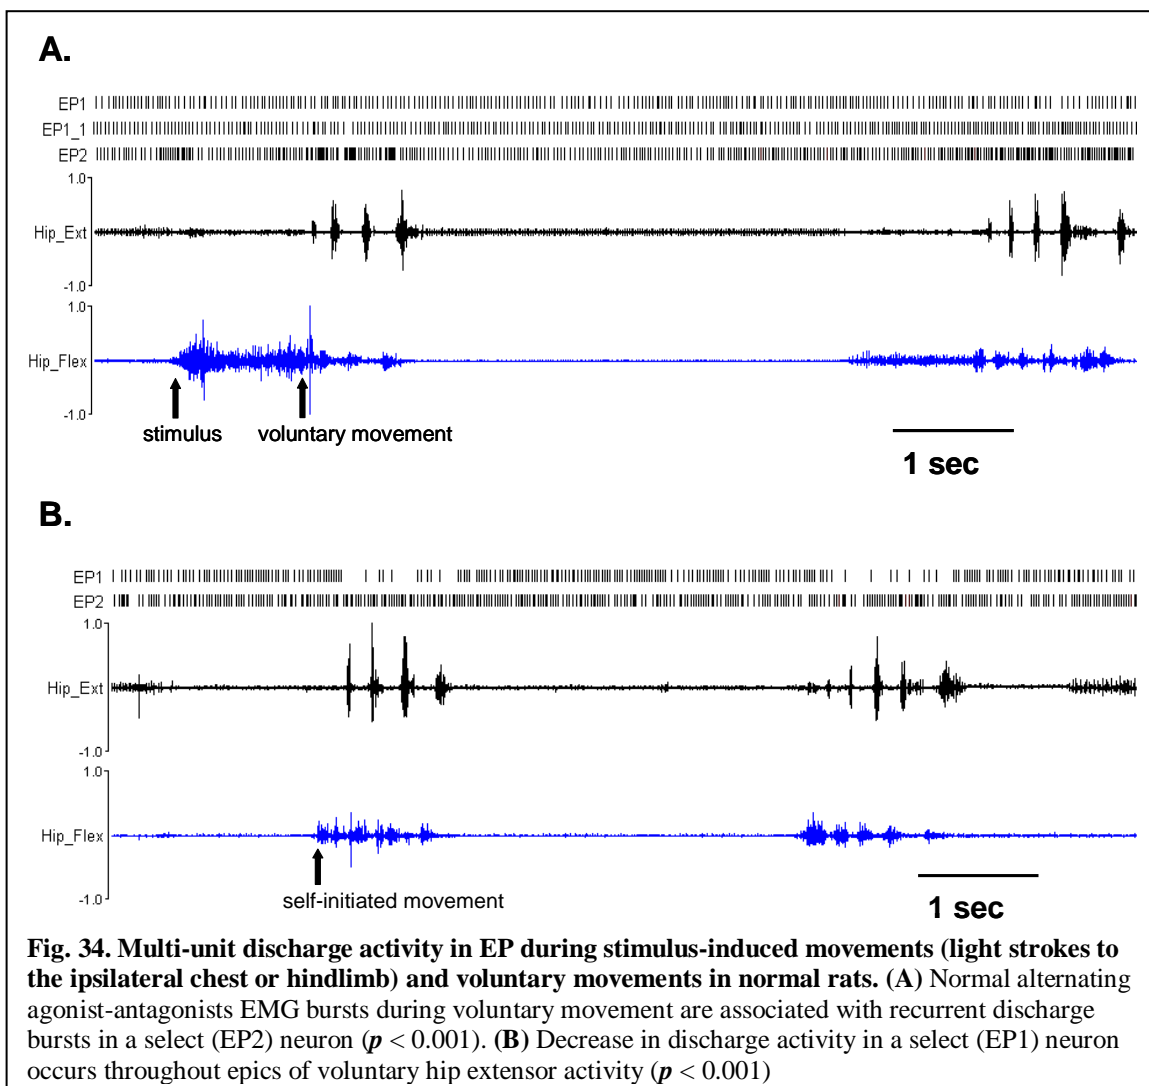 A.
EP1
EP1_1
EP2
1.0
Hip_Ext
-1.0
1.0
Hip_Flex
-1.0
stimulus voluntary movement
1 sec
B.
EP1
EP2
1.0
Hip_Ext
-1.0
1.0
Hip_Flex
-1.0
self-initiated movement
1 sec
Fig. 34. Multi-unit discharge activity in EP during stimulus-induced movements (light strokes to
the ipsilateral chest or hindlimb) and voluntary movements in normal rats. (A) Normal alternating
agonist-antagonists EMG bursts during voluntary movement are associated with recurrent discharge
bursts in a select (EP2) neuron (p < 0.001). (B) Decrease in discharge activity in a select (EP1) neuron
occurs throughout epics of voluntary hip extensor activity (p < 0.001)